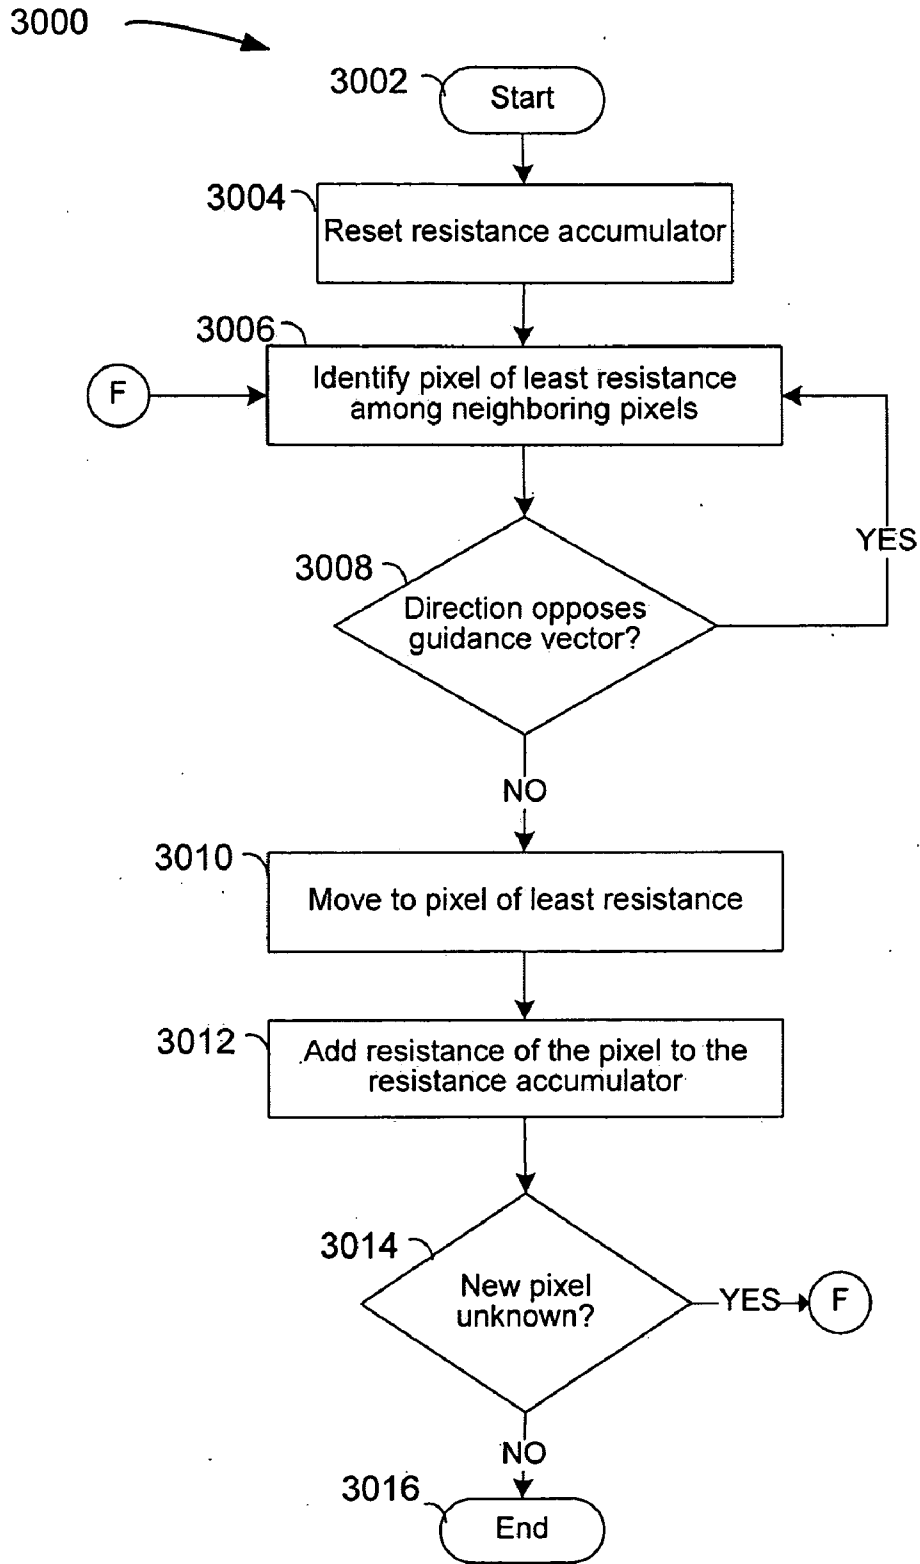 3000
3002
Start
3004
Reset resistance accumulator
3006
F
Identify pixel of least resistance
among neighboring pixels
YES
3008
Direction opposes
guidance vector?
NO
3010
Move to pixel of least resistance
3012
Add resistance of the pixel to the
resistance accumulator
3014
New pixel
unknown?
YES
F
NO
3016
End